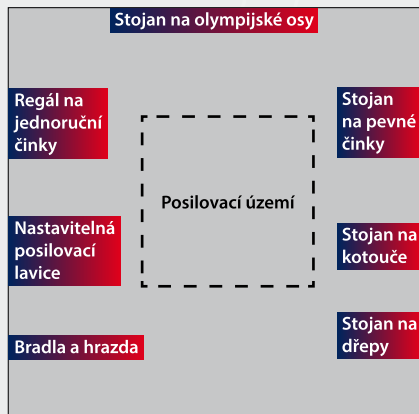 Stojan na olympijské osy
Regál na
jednoruční
činky
Stojan
na pevné
činky
Posilovací území
Nastavitelná
posilovací
lavice
Stojan na
kotouče
Bradla a hrazda
Stojan na
dřepy